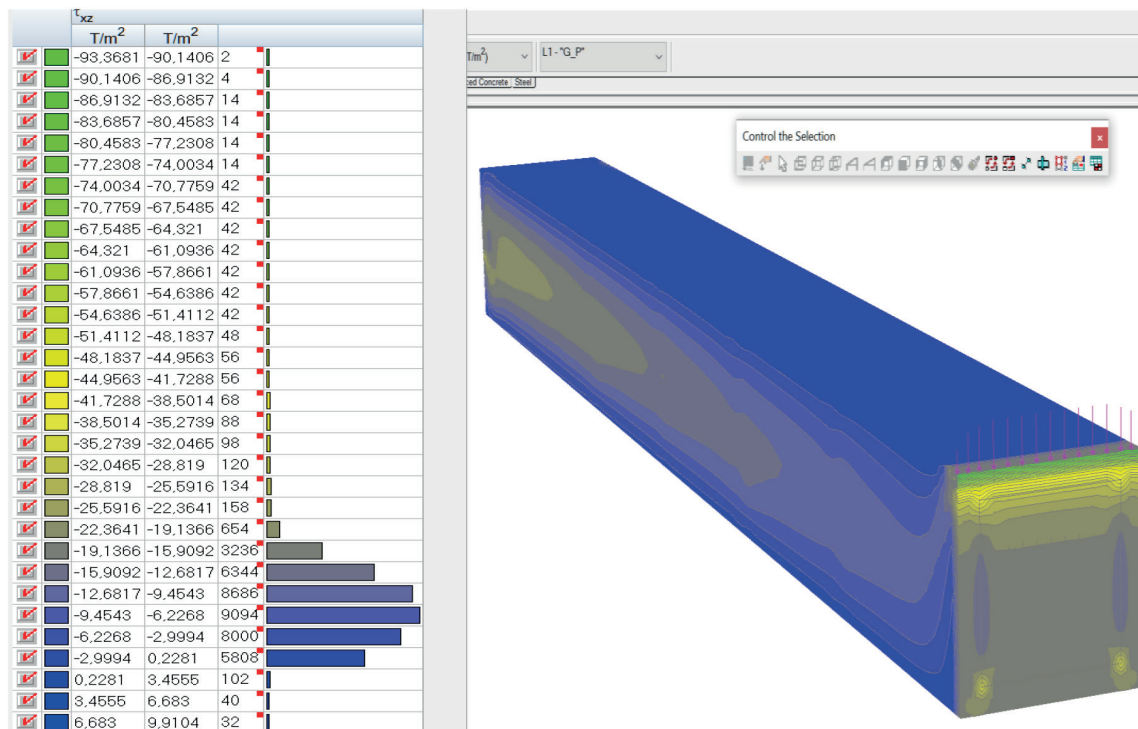 τxz
T/m² T/m²
-93,3681 -90,1406 2
-90,1406 -86,9132 4
-86,9132 -83,6857 14
-83,6857 -80,4583 14
-80,4583 -77,2308 14
-77,2308 -74,0034 14
-74,0034 -70,7759 42
-70,7759 -67,5485 42
-67,5485 -64,321 42
-64,321 -61,0936 42
-61,0936 -57,8661 42
-57,8661 -54,6386 42
-54,6386 -51,4112 42
-51,4112 -48,1837 48
-48,1837 -44,9563 56
-44,9563 -41,7288 56
-41,7288 -38,5014 68
-38,5014 -35,2739 88
-35,2739 -32,0465 98
-32,0465 -28,819 120
-28,819 -25,5916 134
-25,5916 -22,3641 158
-22,3641 -19,1366 654
-19,1366 -15,9092 3236
-15,9092 -12,6817 6344
-12,6817 -9,4543 8686
-9,4543 -6,2268 9094
-6,2268 -2,9994 8000
-2,9994 0,2281 5808
0,2281 3,4555 102
3,4555 6,683 40
6,683 9,9104 32
T/m²) L1 - "G_P"
ced Concrete Steel
Control the Selection x